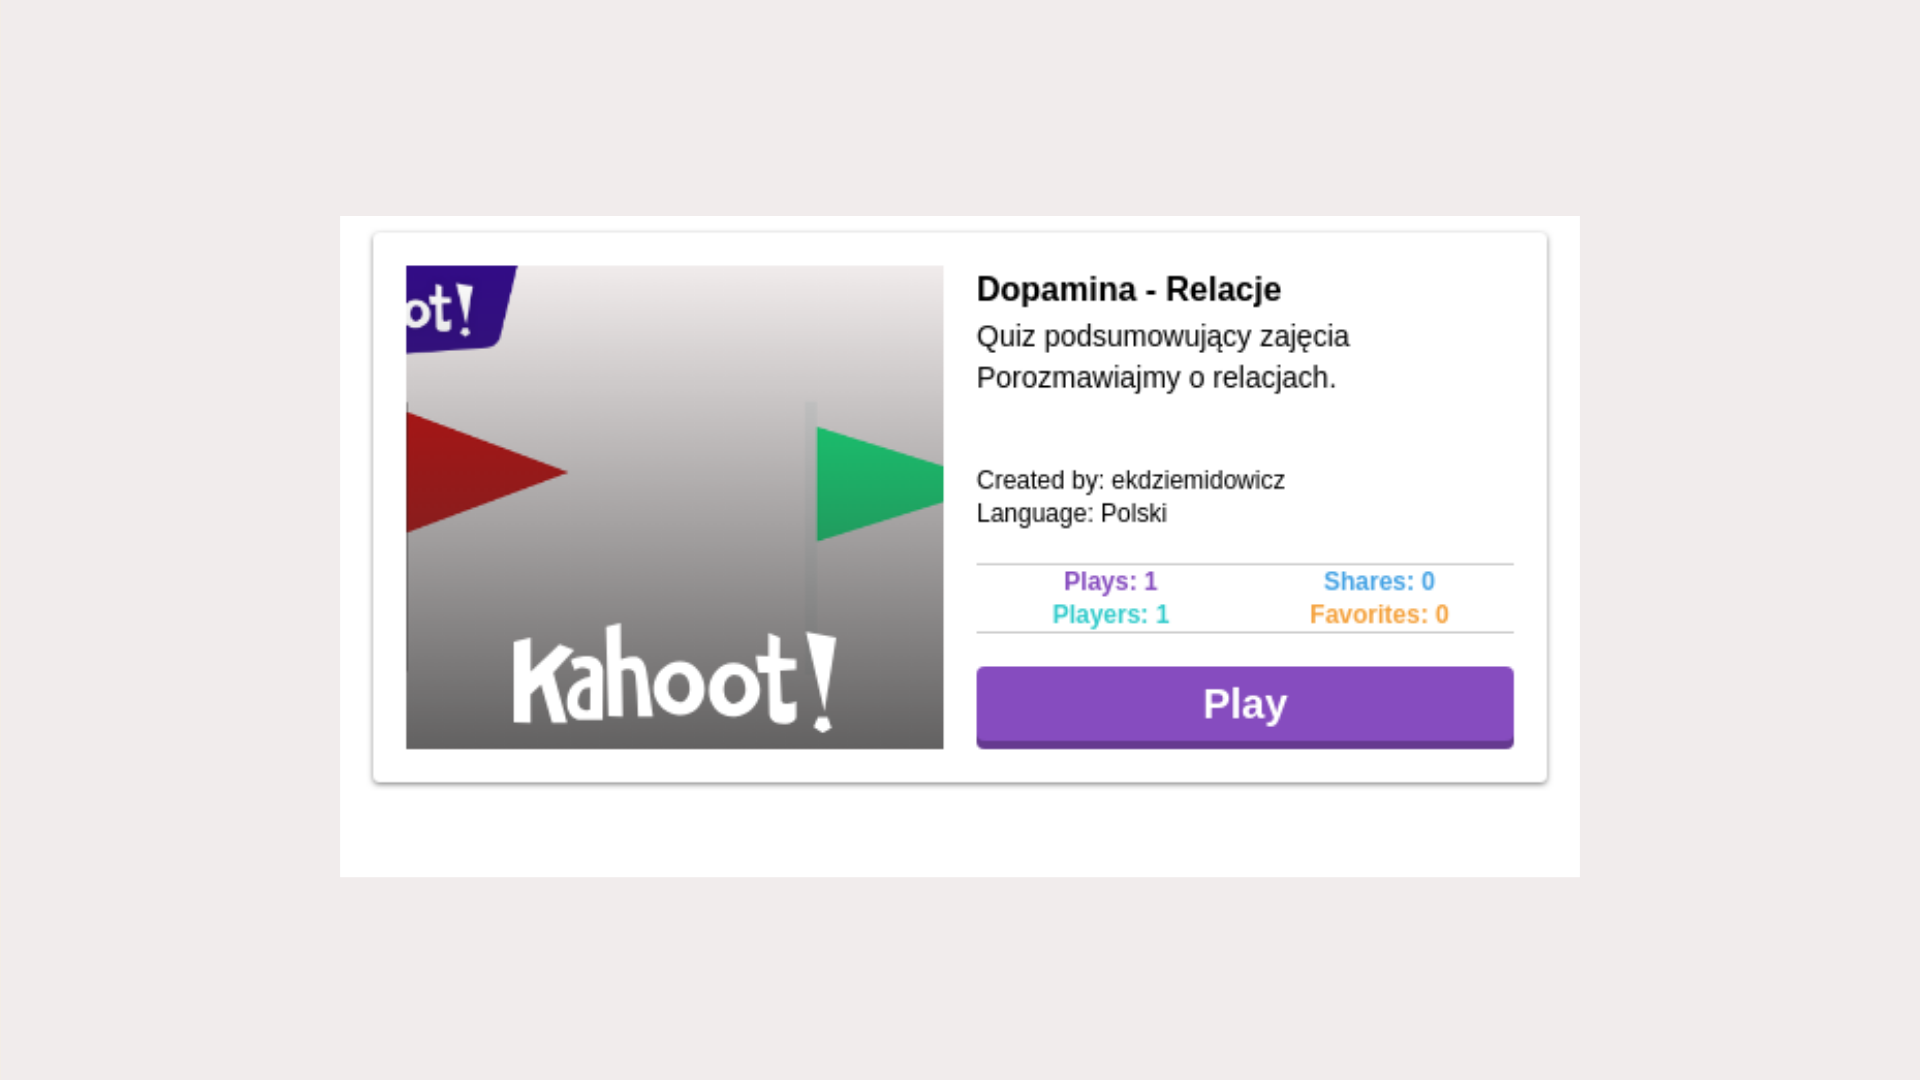 ot!
Kahoot!
Dopamina - Relacje
Quiz podsumowujący zajęcia
Porozmawiajmy o relacjach.
Created by: ekdziemidowicz
Language: Polski
Plays: 1
Shares: 0
Players: 1
Favorites: 0
Play